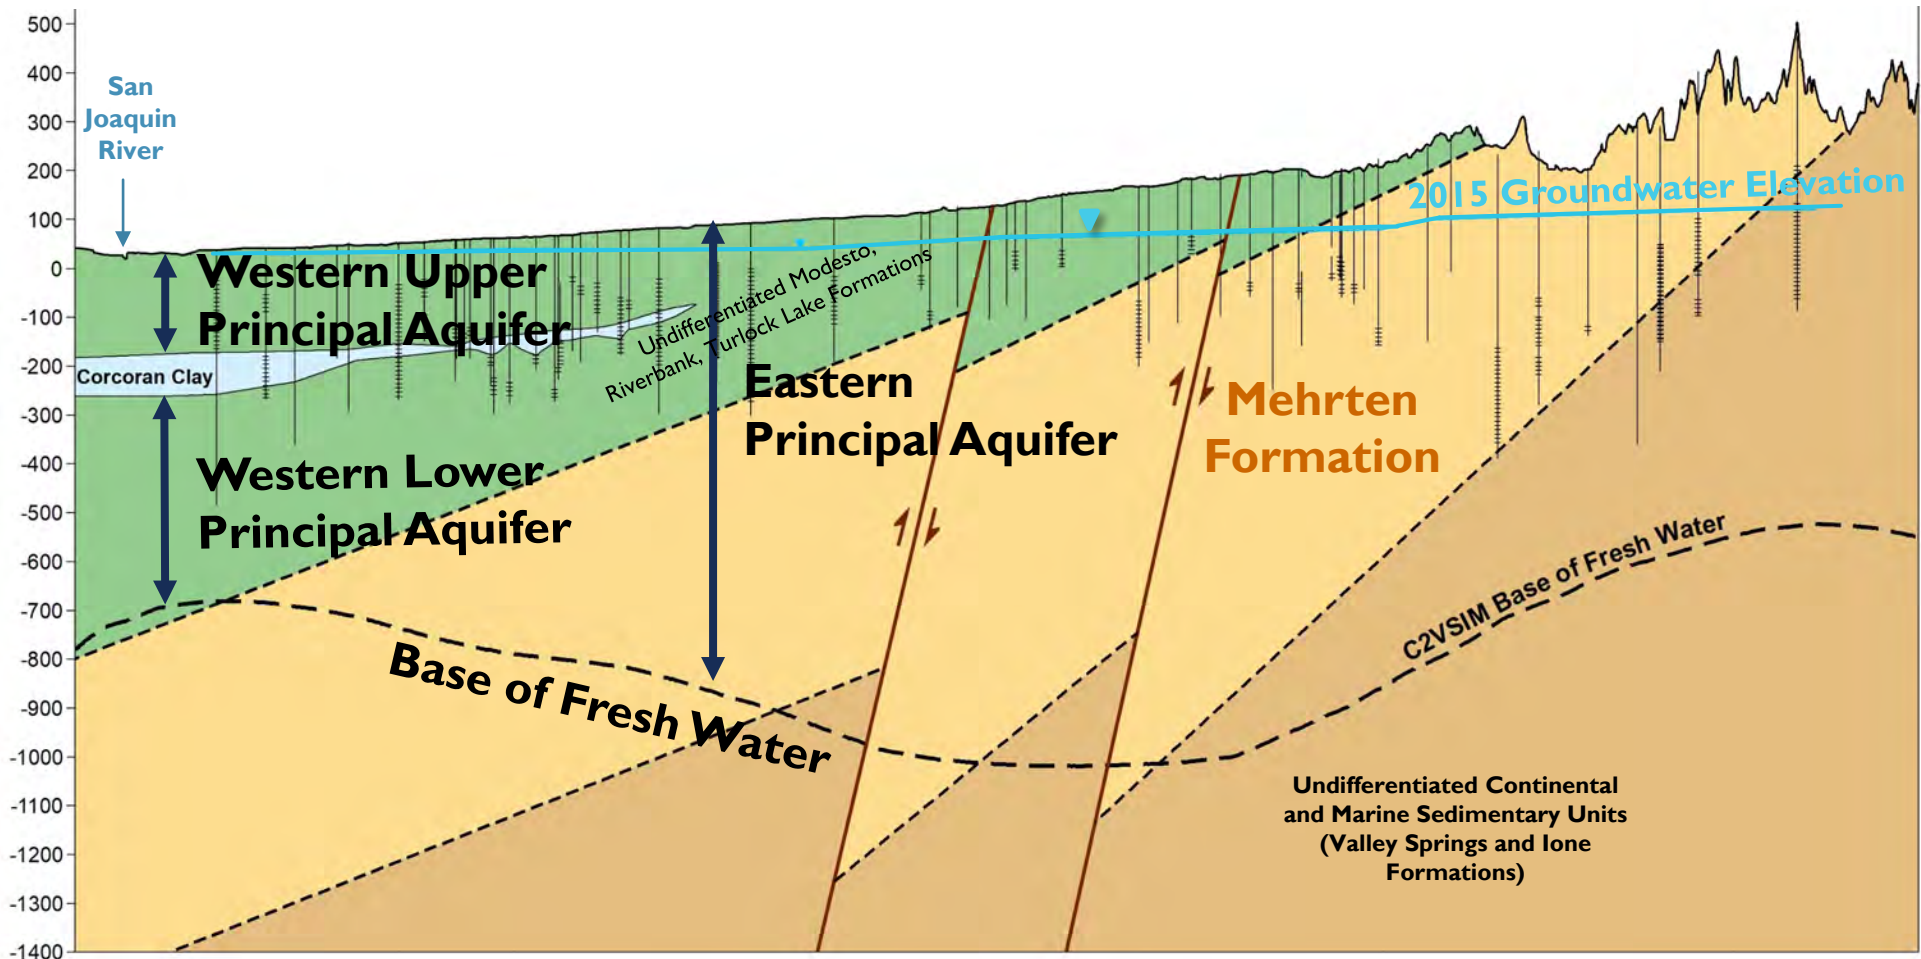 500
400
300
200
100
0
-100
-200
-300
-400
-500
-600
-700
-800
-900
-1000
-1100
-1200
-1300
-1400
San
Joaquin
River
2015 Groundwater Elevation
Western Upper
Principal Aquifer
Corcoran Clay
Undifferentiated Modesto,
Riverbank, Turlock Lake Formations
Eastern
Principal Aquifer
Mehrten
Formation
Western Lower
Principal Aquifer
Base of Fresh Water
C2VSIM Base of Fresh Water
Undifferentiated Continental
and Marine Sedimentary Units
(Valley Springs and Ione
Formations)